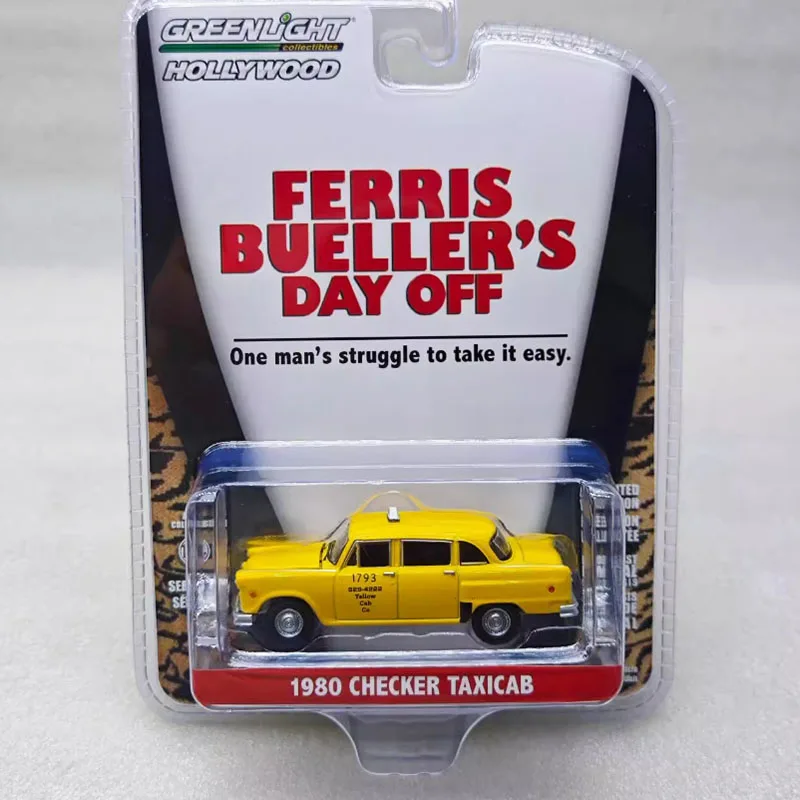 GREENLIGHT
collectibles
HOLLYWOOD
FERRIS
BUELLER'S
DAY OFF
One man's struggle to take it easy.
1793
Yellow
Cab
Co
1980 CHECKER TAXICAB